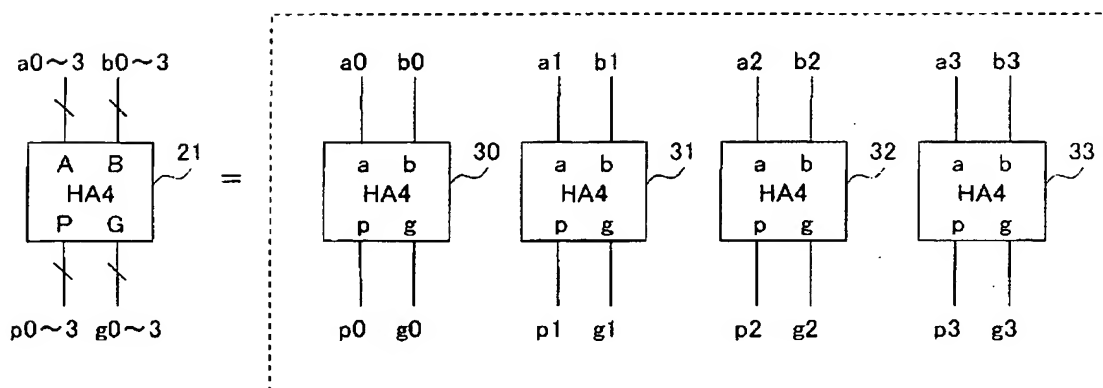 a0~3 b0~3 a0 b0 a1 b1 a2 b2 a3 b3
21 30 31 32 33
A B a b a b a b a b
HA4 = HA4 HA4 HA4 HA4
P G p g p g p g p g
p0~3 g0~3 p0 g0 p1 g1 p2 g2 p3 g3